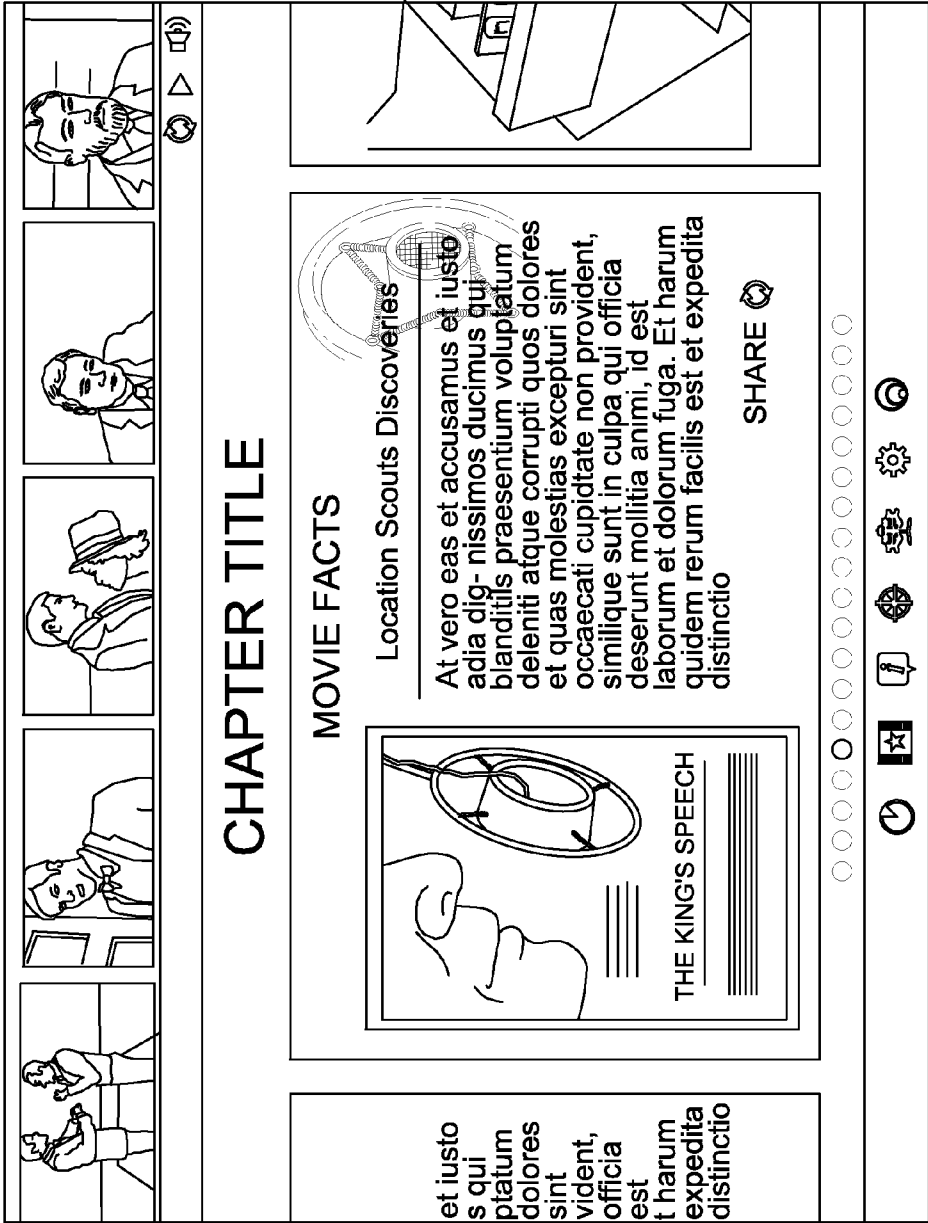 CHAPTER TITLE
MOVIE FACTS
et iusto
s qui
ptatum
dolores
sint
vident,
officia
est
t harum
expedita
distinctio
THE KING'S SPEECH
Location Scouts Discoveries
At vero eas et accusamus et iusto
adia dig- nissimos ducimus qui
blanditils praesentium voluptatum
deleniti atque corrupti quos dolores
et quas molestias excepturi sint
occaecati cupidtate non provident,
similique sunt in culpa qui officia
deserunt mollitia animi, id est
laborum et dolorum fuga. Et harum
quidem rerum facilis est et expedita
distinctio
SHARE
i